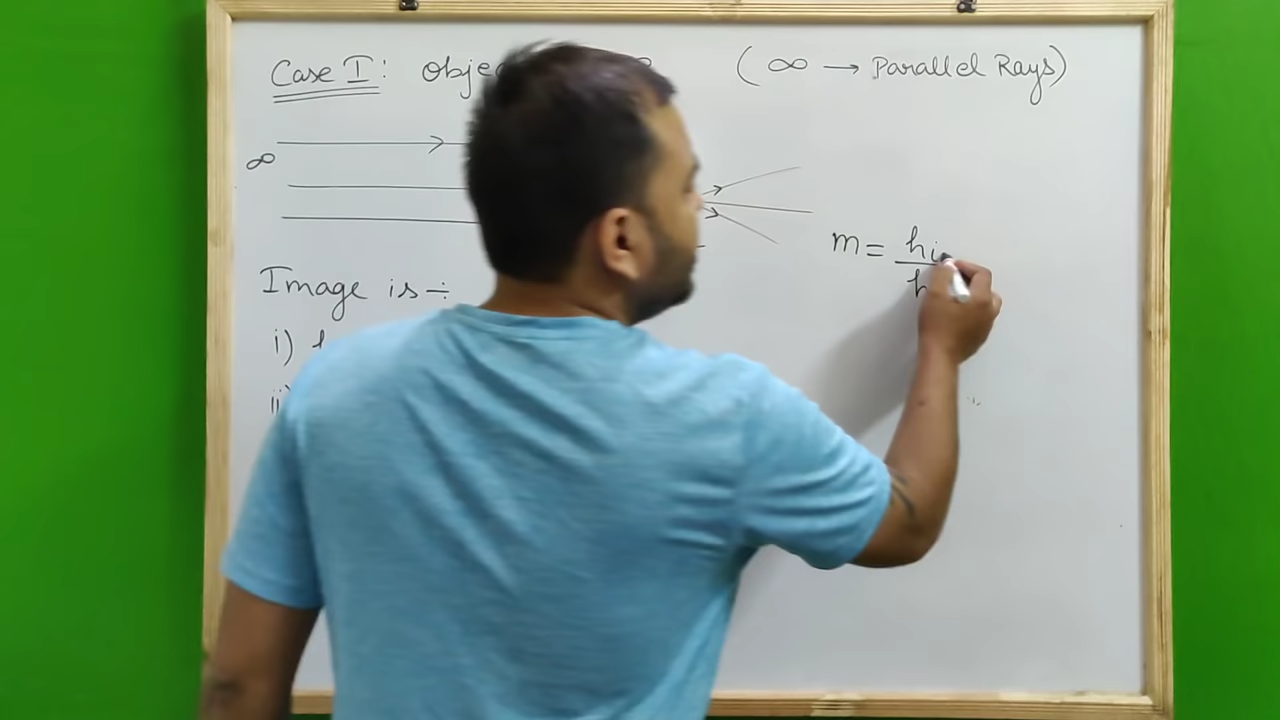 Case I: Obje (∞ → Parallel Rays)
∞
m = hi
h
Image is ÷
i)
ii)